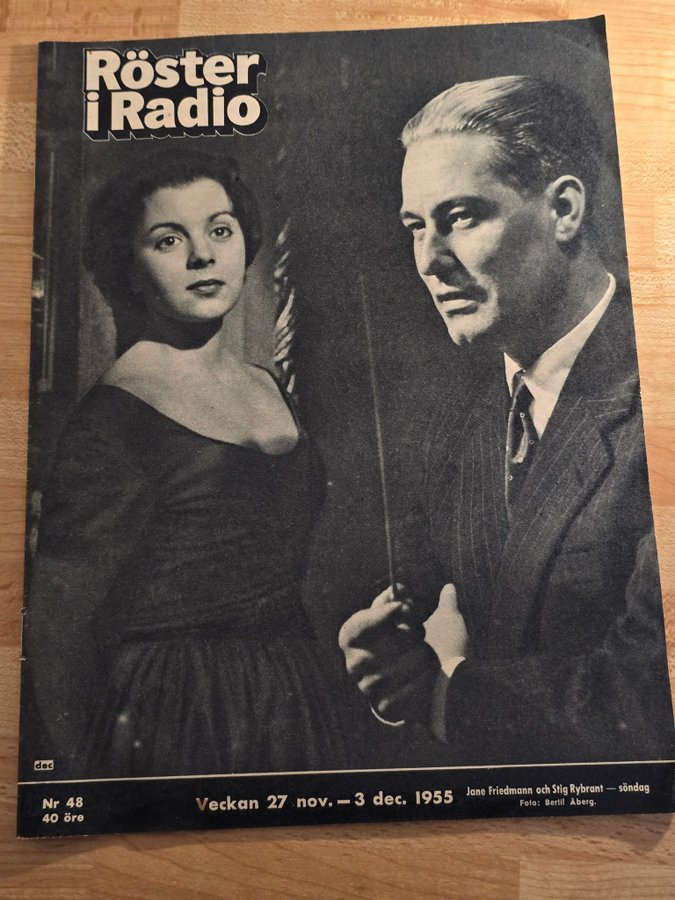 Röster
i Radio
doc
Nr 48
40 öre
Veckan 27 nov. — 3 dec. 1955
Jane Friedmann och Stig Rybrant — söndag
Foto: Bertil Åberg.